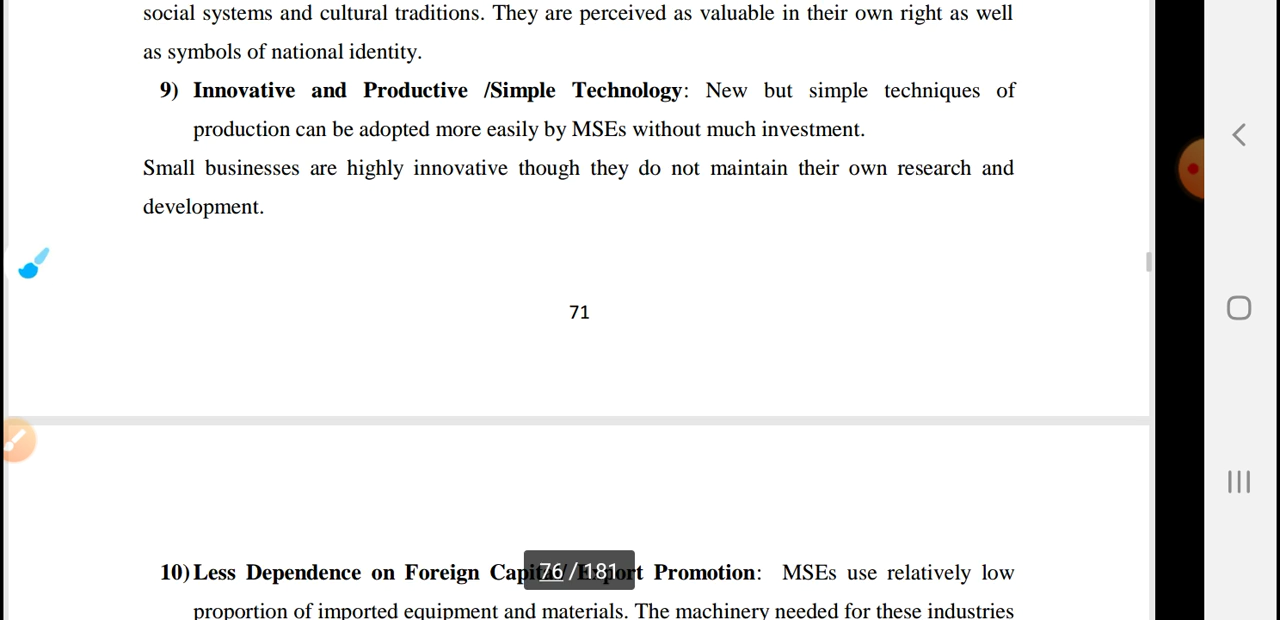 social systems and cultural traditions. They are perceived as valuable in their own right as well
as symbols of national identity.
9) Innovative and Productive /Simple Technology: New but simple techniques of
production can be adopted more easily by MSEs without much investment.
Small businesses are highly innovative though they do not maintain their own research and
development.
71
10) Less Dependence on Foreign Promotion: MSEs use relatively low
76 / 181
proportion of imported equipment and materials. The machinery needed for these industries